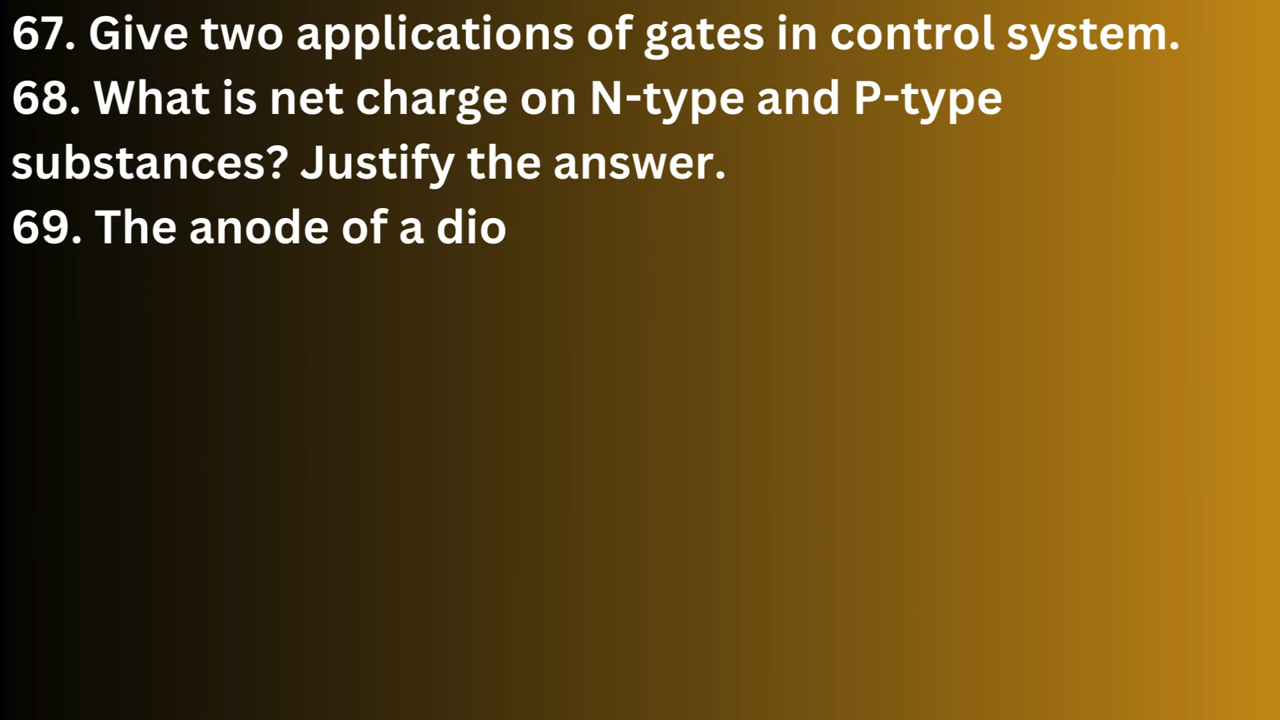 67. Give two applications of gates in control system.
68. What is net charge on N-type and P-type
substances? Justify the answer.
69. The anode of a dio